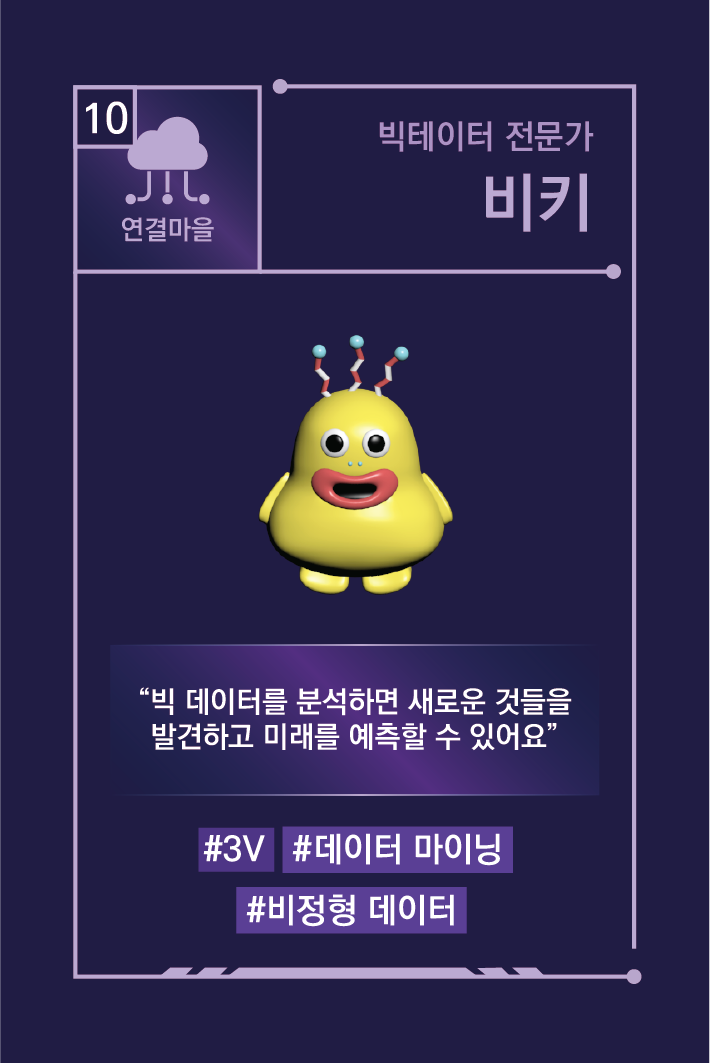 10
연결마을
빅테이터 전문가
비키
“빅 데이터를 분석하면 새로운 것들을
발견하고 미래를 예측할 수 있어요”
#3V #데이터 마이닝
#비정형 데이터